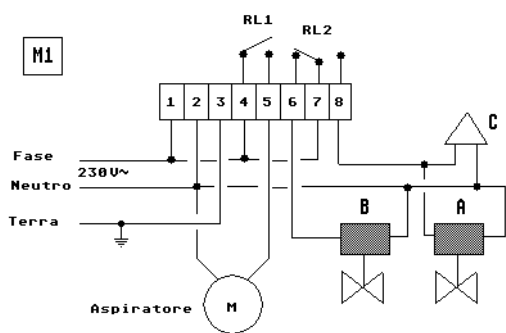 RL1
RL2
M1
1 2 3 4 5 6 7 8
C
Fase
230V~
Neutro
B A
Terra
Aspiratore M